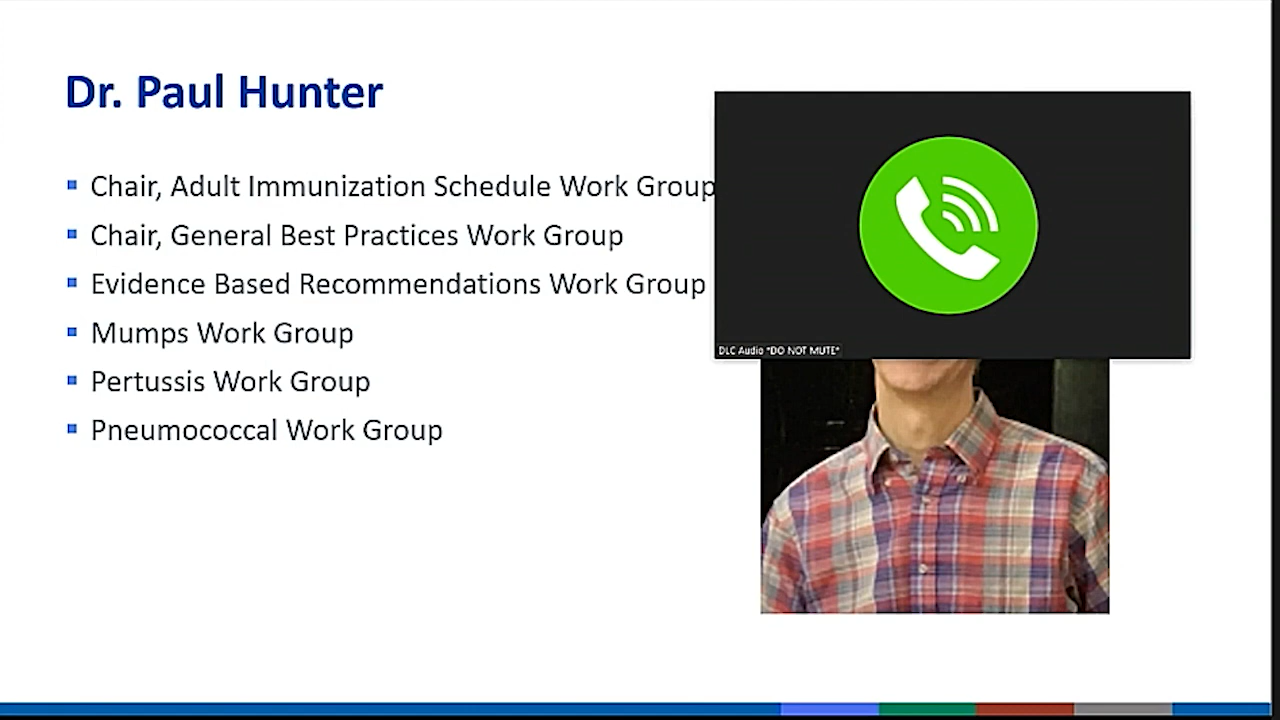 Dr. Paul Hunter
Chair, Adult Immunization Schedule Work Group
Chair, General Best Practices Work Group
Evidence Based Recommendations Work Group
Mumps Work Group
Pertussis Work Group
Pneumococcal Work Group
DLC Audio *DO NOT MUTE*